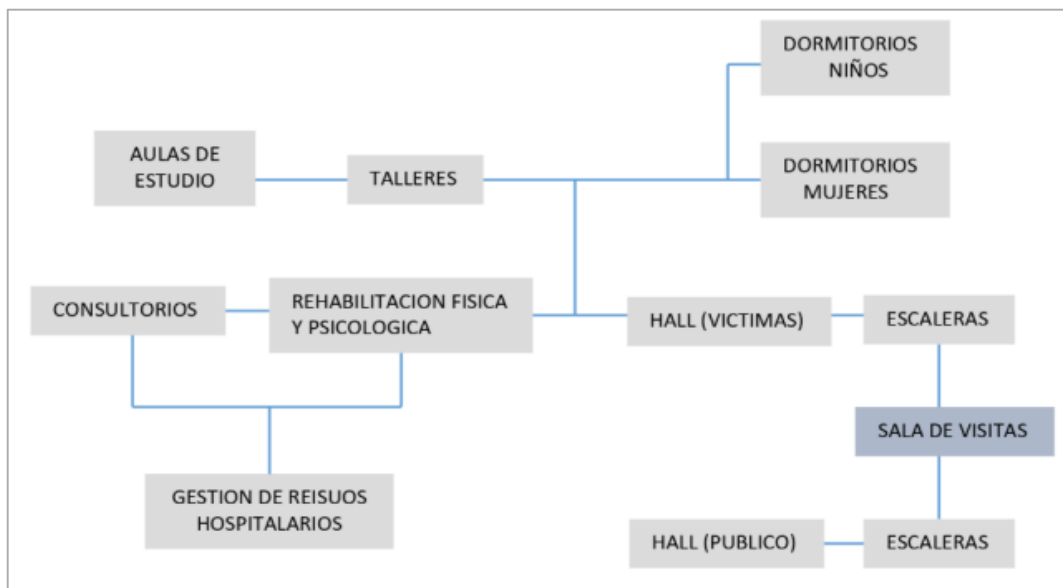 DORMITORIOS
NIÑOS
AULAS DE
ESTUDIO
TALLERES
DORMITORIOS
MUJERES
CONSULTORIOS
REHABILITACION FISICA
Y PSICOLOGICA
HALL (VICTIMAS)
ESCALERAS
SALA DE VISITAS
GESTION DE REISUOS
HOSPITALARIOS
HALL (PUBLICO)
ESCALERAS